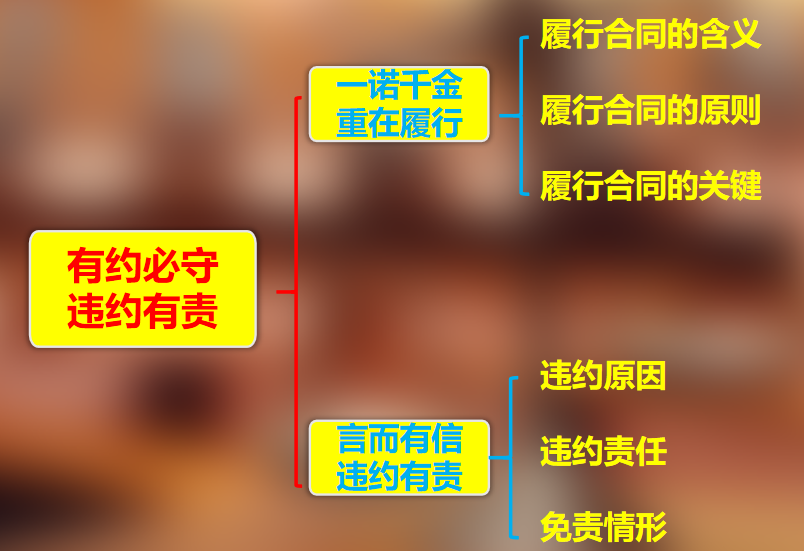 有约必守
违约有责
一诺千金
重在履行
履行合同的含义
履行合同的原则
履行合同的关键
言而有信
违约有责
违约原因
违约责任
免责情形